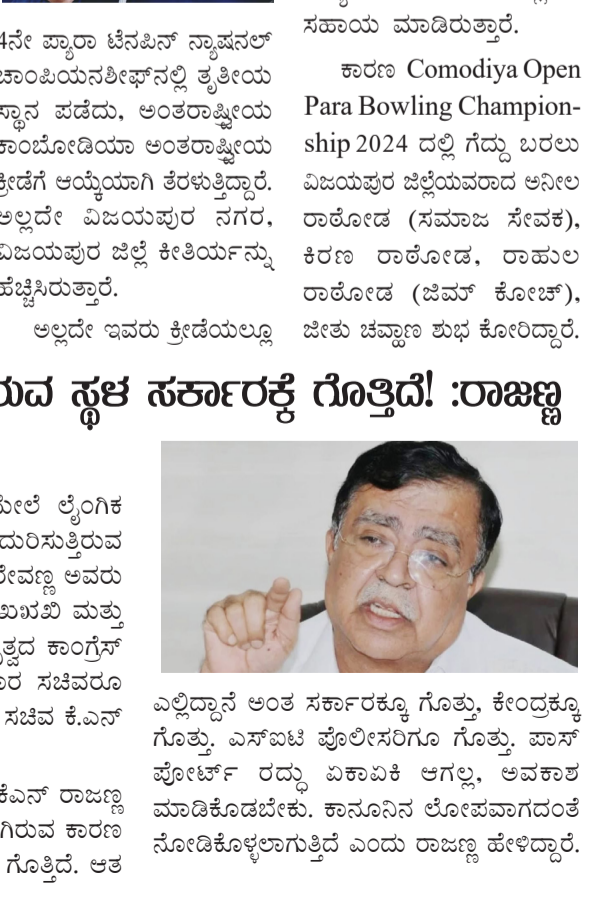 4ನೇ ಪ್ಯಾರಾ ಟೆನಪಿನ್ ನ್ಯಾಷನಲ್
ಚಾಂಪಿಯನಶೀಫ್‌ನಲ್ಲಿ ತೃತೀಯ
ಸ್ಥಾನ ಪಡೆದು, ಅಂತರಾಷ್ಟ್ರೀಯ
ಕಾಂಬೋಡಿಯಾ ಅಂತರಾಷ್ಟ್ರೀಯ
ಕ್ರೀಡೆಗೆ ಆಯ್ಕೆಯಾಗಿ ತೆರಳುತ್ತಿದ್ದಾರೆ.
ಅಲ್ಲದೇ ವಿಜಯಪುರ ನಗರ,
ವಿಜಯಪುರ ಜಿಲ್ಲೆ ಕೀರ್ತಿಯನ್ನು
ಹೆಚ್ಚಿಸಿರುತ್ತಾರೆ.
ಅಲ್ಲದೇ ಇವರು ಕ್ರೀಡೆಯಲ್ಲೂ
ಸಹಾಯ ಮಾಡಿರುತ್ತಾರೆ.
ಕಾರಣ Comodiya Open
Para Bowling Champion-
ship 2024 ದಲ್ಲಿ ಗೆದ್ದು ಬರಲು
ವಿಜಯಪುರ ಜಿಲ್ಲೆಯವರಾದ ಅನೀಲ
ರಾಠೋಡ (ಸಮಾಜ ಸೇವಕ),
ಕಿರಣ ರಾಠೋಡ, ರಾಹುಲ
ರಾಠೋಡ (ಜಿಮ್ ಕೋಚ್),
ಜೀತು ಚವ್ಹಾಣ ಶುಭ ಕೋರಿದ್ದಾರೆ.
ರುವ ಸ್ಥಳ ಸರ್ಕಾರಕ್ಕೆ ಗೊತ್ತಿದೆ! :ರಾಜಣ್ಣ
ಮೇಲೆ ಲೈಂಗಿಕ
ದುರಿಸುತ್ತಿರುವ
ರೇವಣ್ಣ ಅವರು
ಮತ್ತು
ತ್ವದ ಕಾಂಗ್ರೆಸ್
ಾರ ಸಚಿವರೂ
ಸಚಿವ ಕೆ.ಎನ್
ಕೆಎನ್ ರಾಜಣ್ಣ
ಗಿರುವ ಕಾರಣ
ಗೊತ್ತಿದೆ. ಆತ
ಎಲ್ಲಿದ್ದಾನೆ ಅಂತ ಸರ್ಕಾರಕ್ಕೂ ಗೊತ್ತು, ಕೇಂದ್ರಕ್ಕೂ
ಗೊತ್ತು. ಎಸ್‌ಐಟಿ ಪೊಲೀಸರಿಗೂ ಗೊತ್ತು. ಪಾಸ್
ಪೋರ್ಟ್ ರದ್ದು ಏಕಾಏಕಿ ಆಗಲ್ಲ, ಅವಕಾಶ
ಮಾಡಿಕೊಡಬೇಕು. ಕಾನೂನಿನ ಲೋಪವಾಗದಂತೆ
ನೋಡಿಕೊಳ್ಳಲಾಗುತ್ತಿದೆ ಎಂದು ರಾಜಣ್ಣ ಹೇಳಿದ್ದಾರೆ.